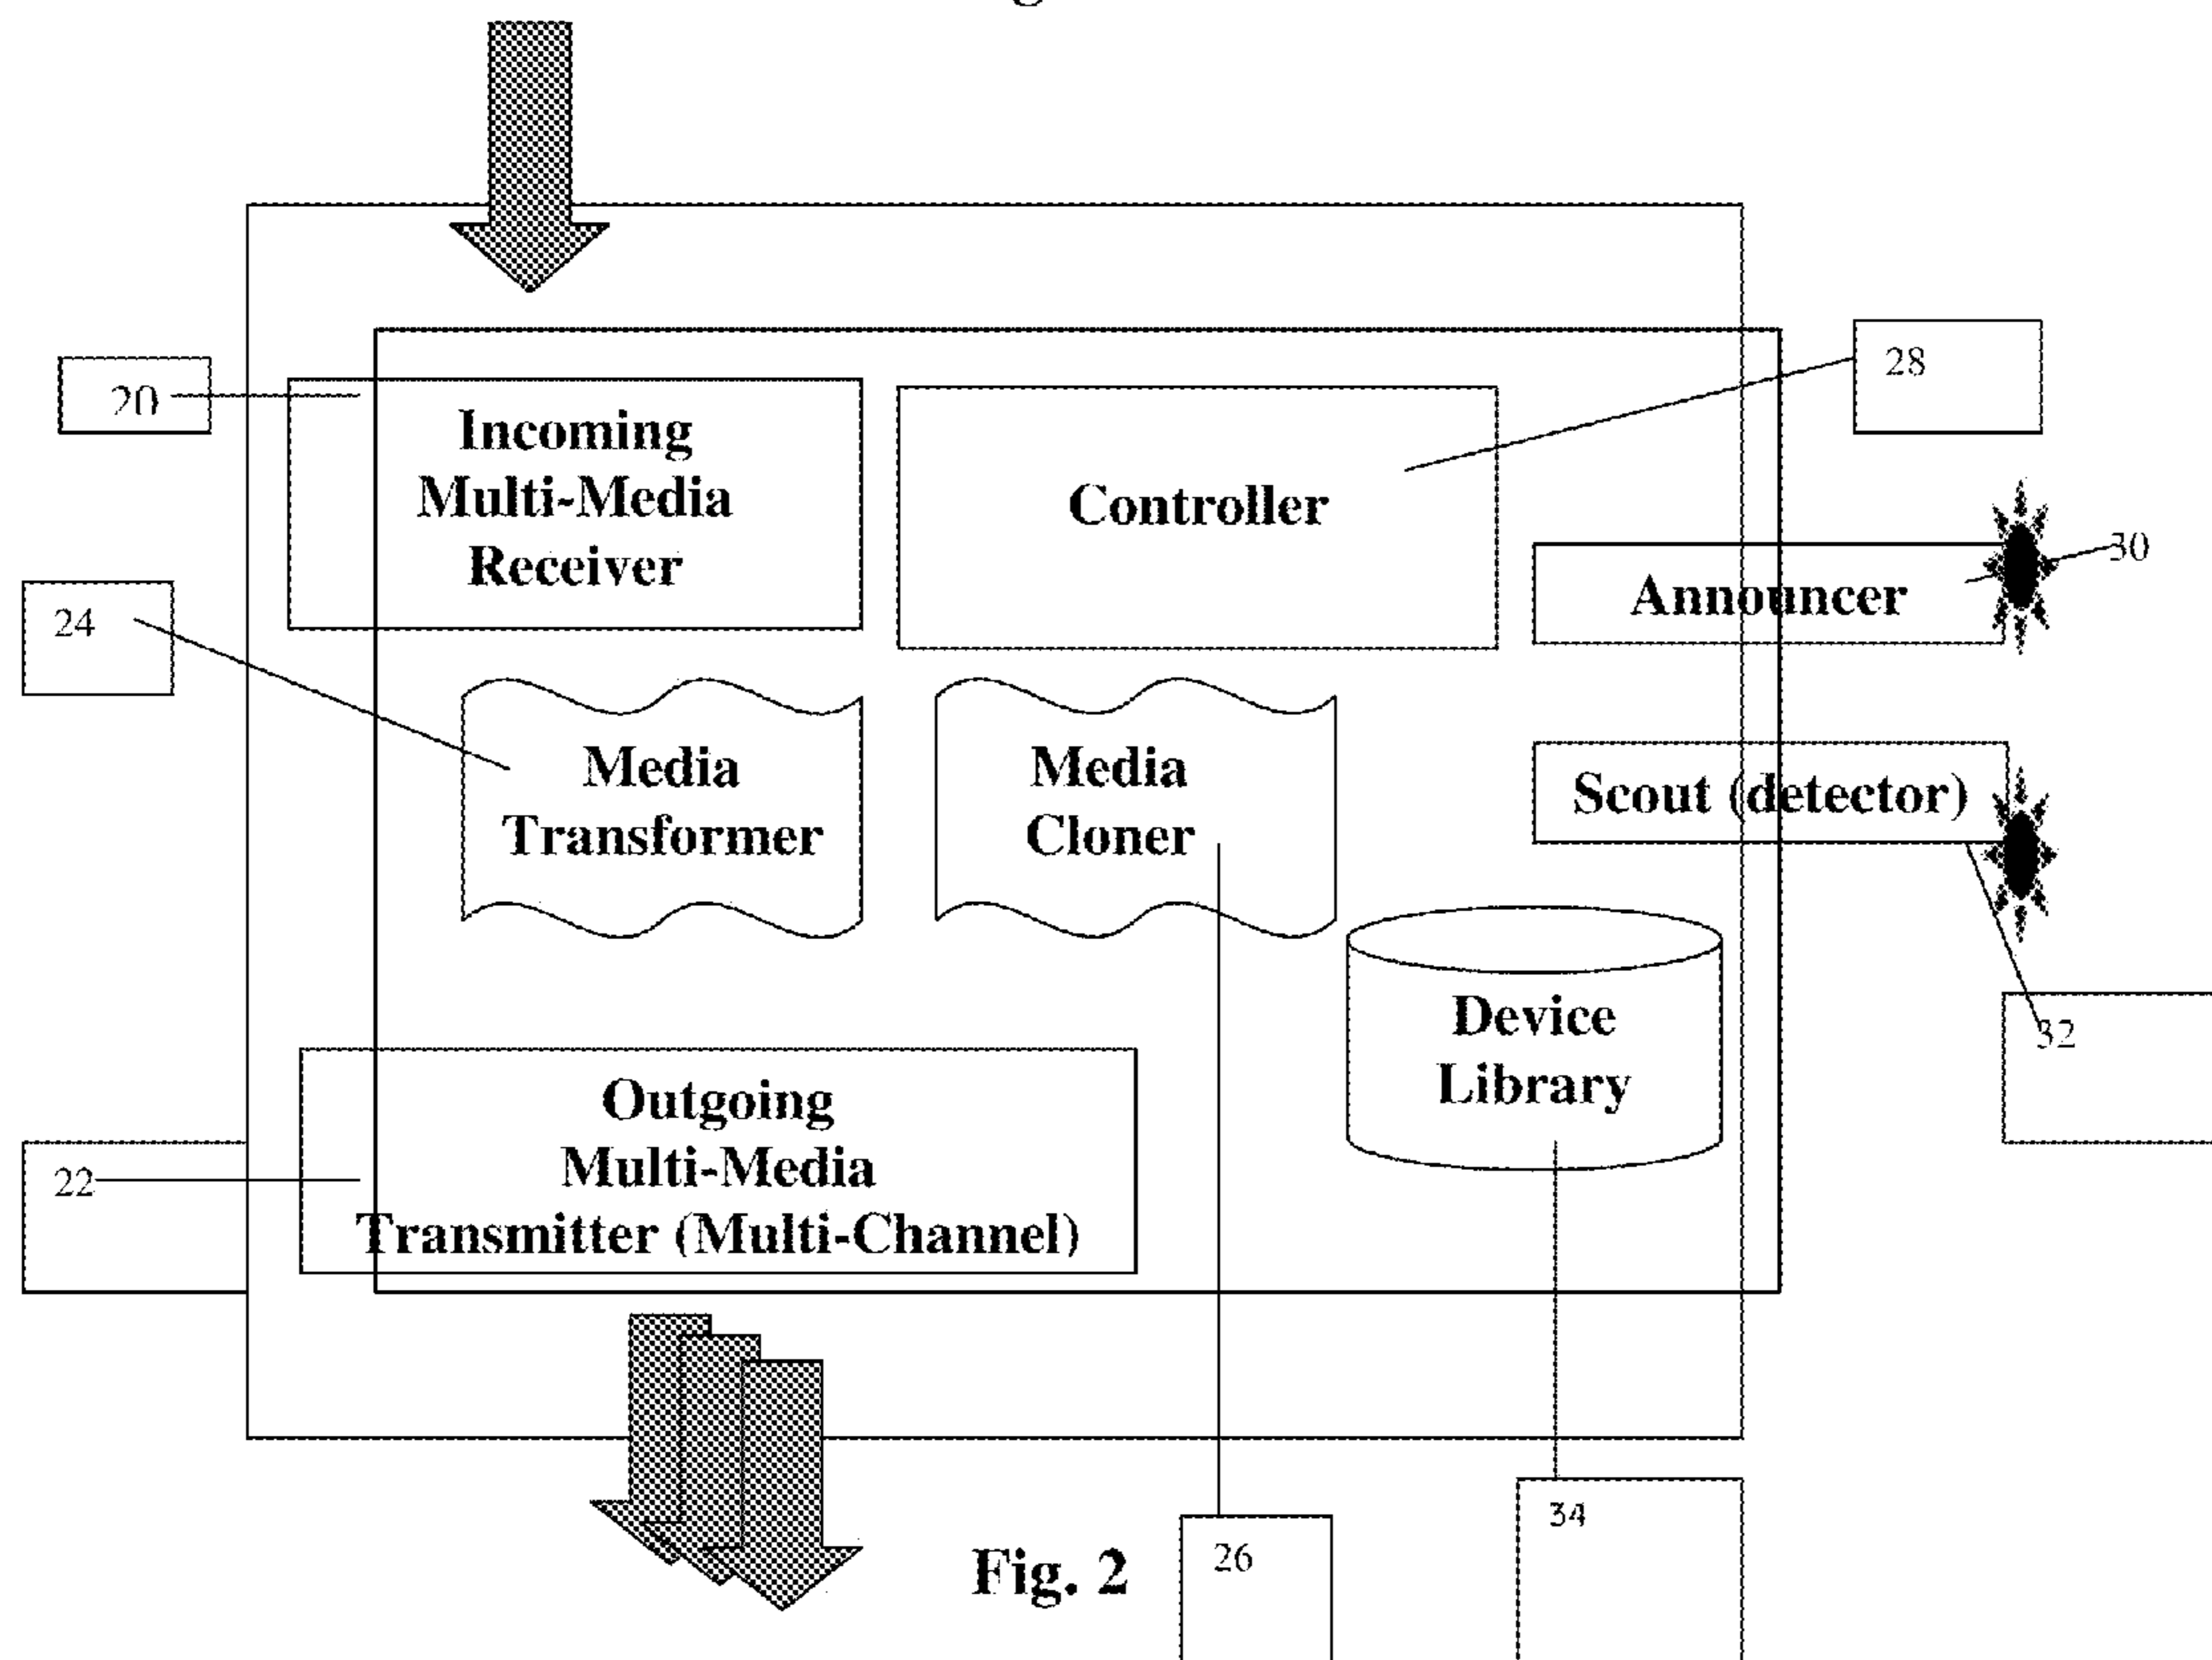 20
Incoming
Multi-Media
Receiver
Controller
28
Announcer
30
24
Media
Transformer
Media
Cloner
Scout (detector)
Device
Library
32
Outgoing
Multi-Media
Transmitter (Multi-Channel)
22
34
26
Fig. 2